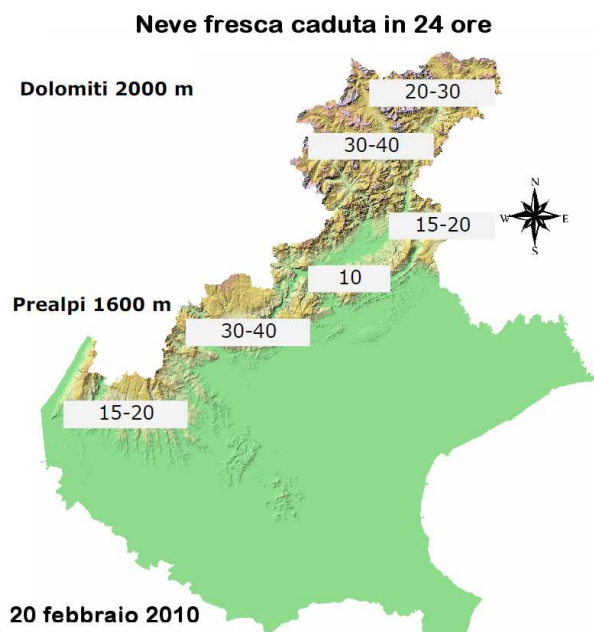 Neve fresca caduta in 24 ore
Dolomiti 2000 m
20-30
30-40
N
W E
S
15-20
10
Prealpi 1600 m
30-40
15-20
20 febbraio 2010